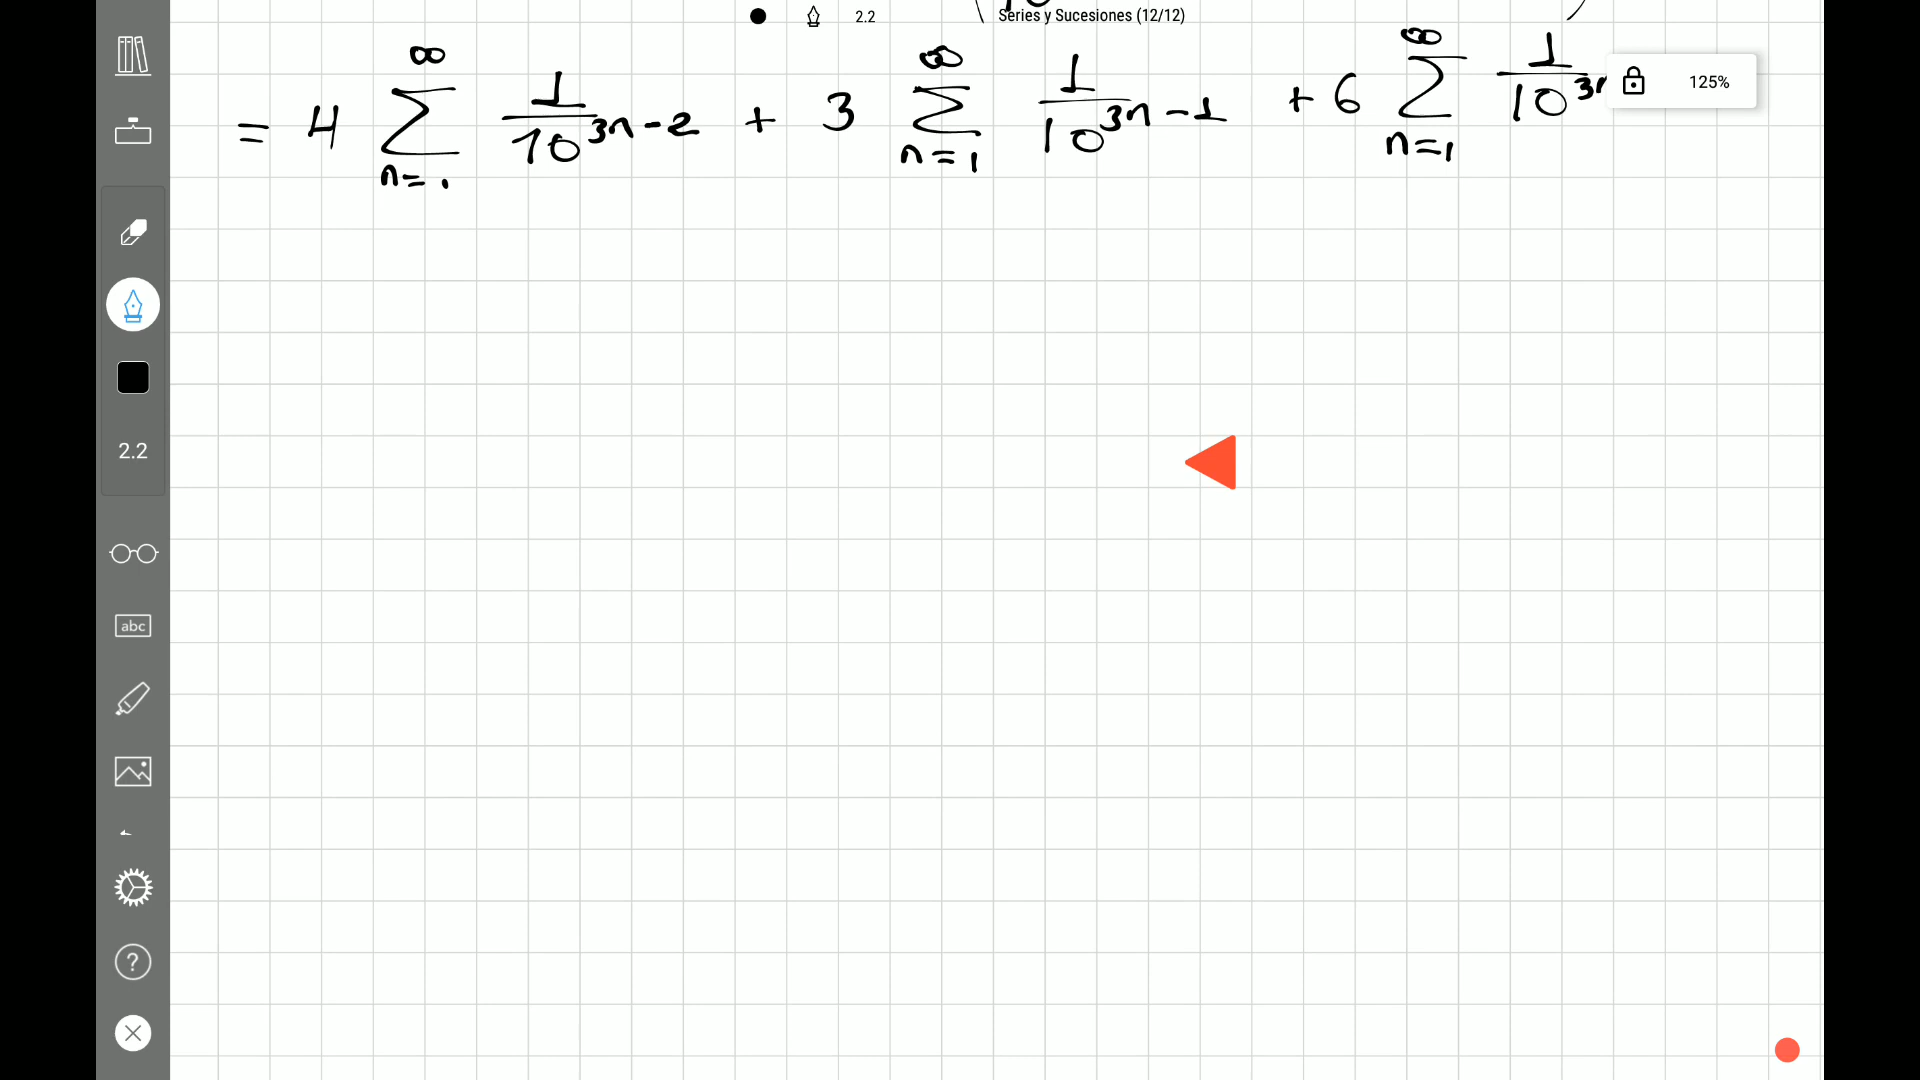 2.2 Series y Sucesiones (12/12)
125%
= 4 ∑_{n=1}^{∞} 1/10^{3n-2} + 3 ∑_{n=1}^{∞} 1/10^{3n-1} + 6 ∑_{n=1}^{∞} 1/10^{3n
2.2
abc
?